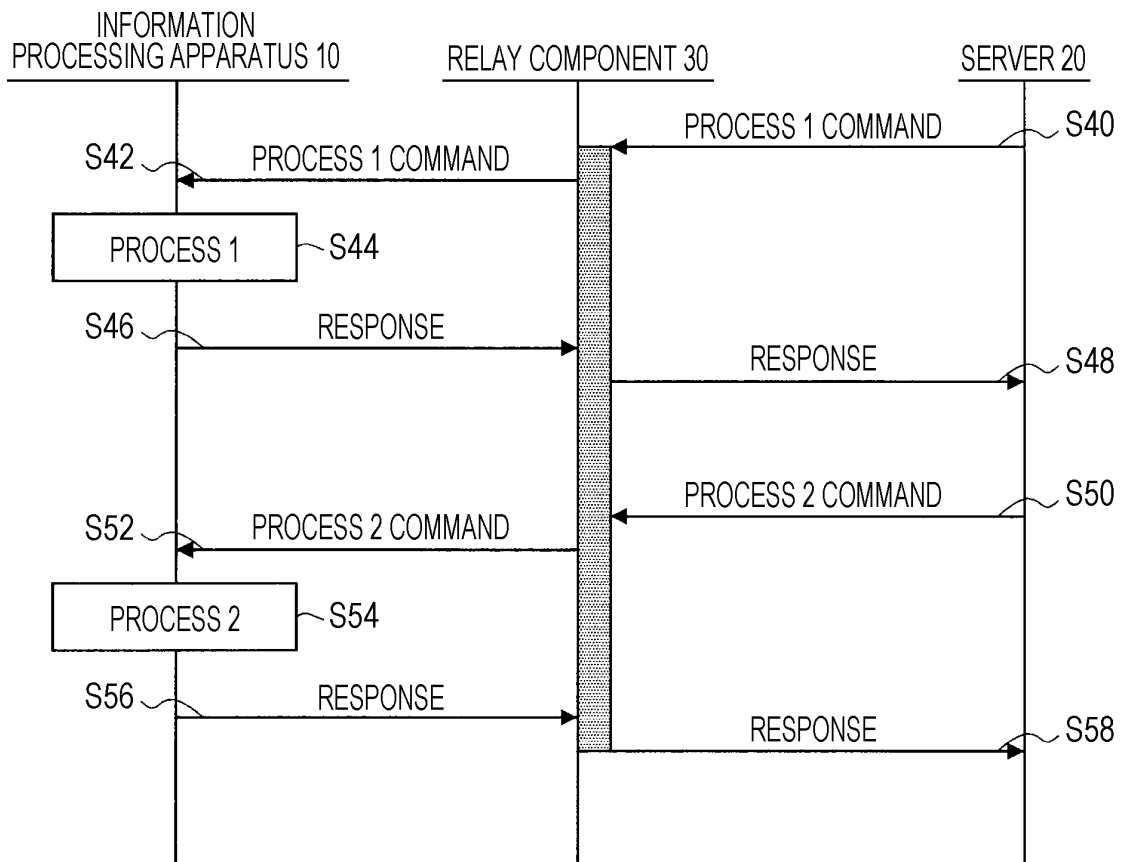 INFORMATION
PROCESSING APPARATUS 10
RELAY COMPONENT 30
SERVER 20
PROCESS 1 COMMAND
S40
S42
PROCESS 1 COMMAND
PROCESS 1
S44
S46
RESPONSE
RESPONSE
S48
PROCESS 2 COMMAND
S50
S52
PROCESS 2 COMMAND
PROCESS 2
S54
S56
RESPONSE
RESPONSE
S58